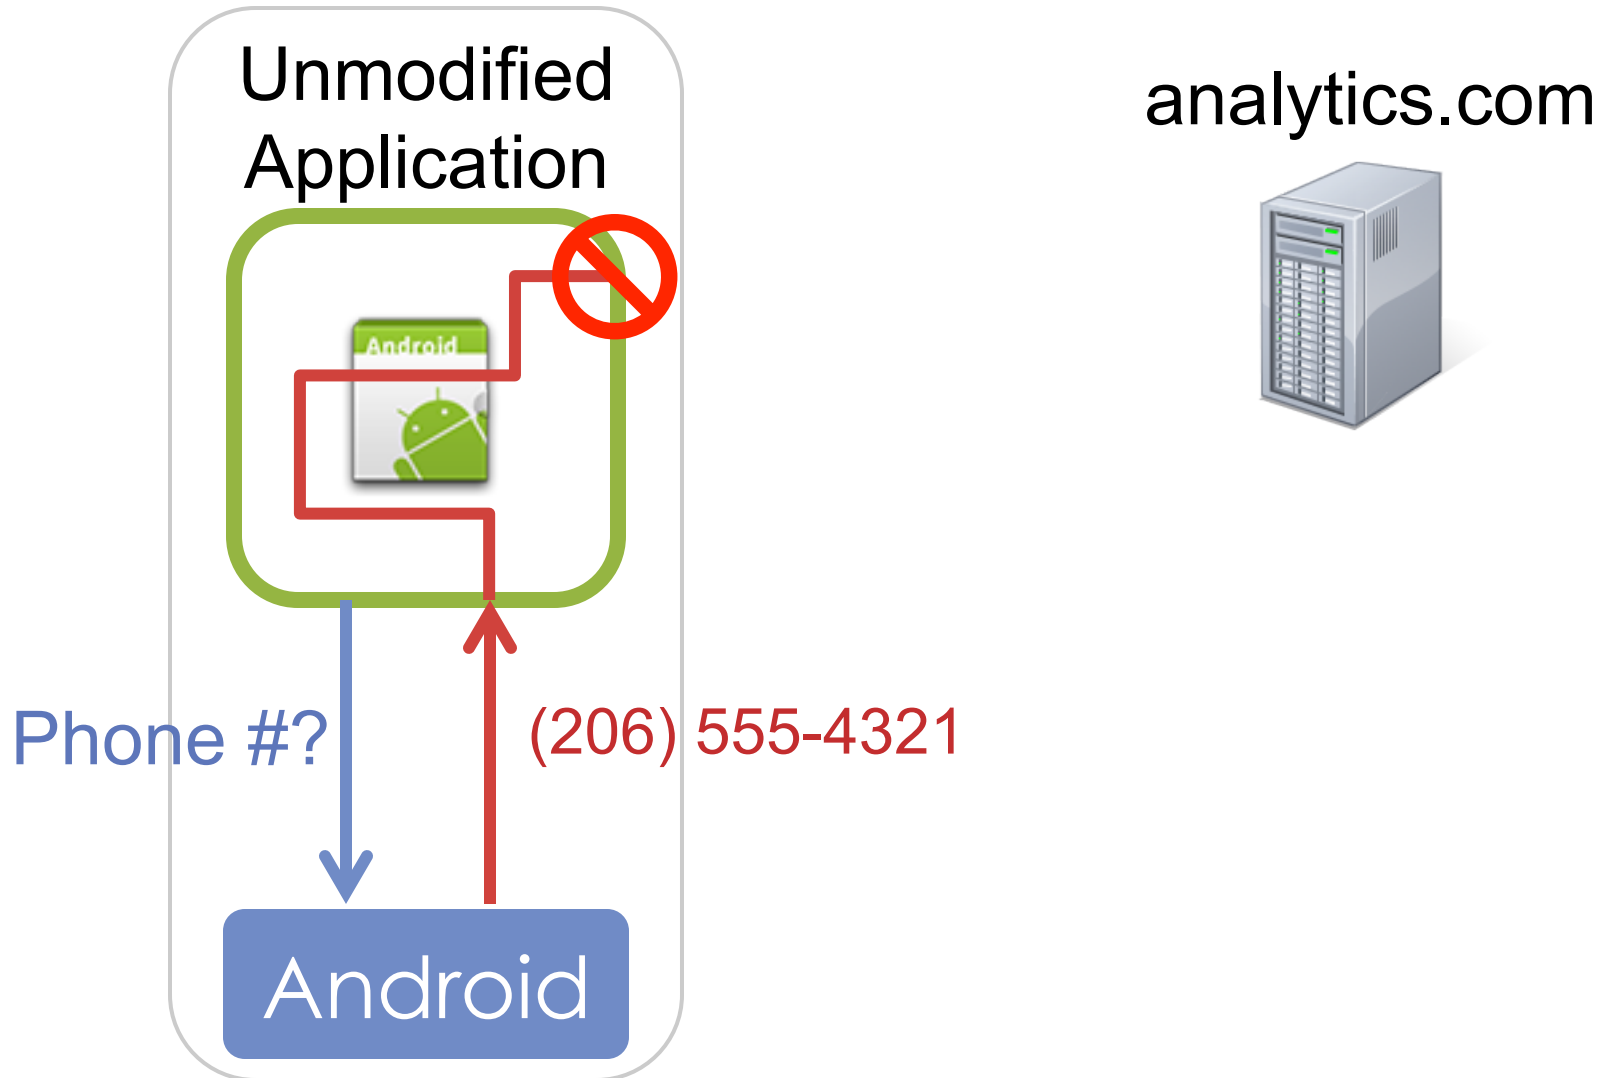 Unmodified
Application
analytics.com
Android
Phone #?
(206) 555-4321
Android